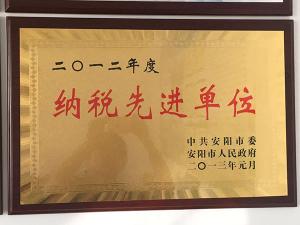 二〇一二年度
纳税先进单位
中共安阳市委
安阳市人民政府
二〇一三年元月